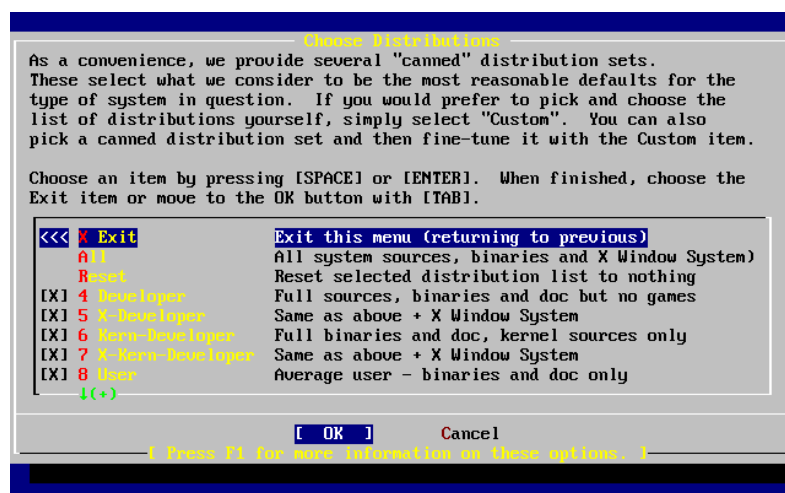 Choose Distributions
As a convenience, we provide several "canned" distribution sets.
These select what we consider to be the most reasonable defaults for the
type of system in question.  If you would prefer to pick and choose the
list of distributions yourself, simply select "Custom".  You can also
pick a canned distribution set and then fine-tune it with the Custom item.
Choose an item by pressing [SPACE] or [ENTER].  When finished, choose the
Exit item or move to the OK button with [TAB].
<<< X Exit Exit this menu (returning to previous)
All All system sources, binaries and X Window System)
Reset Reset selected distribution list to nothing
[X] 4 Developer Full sources, binaries and doc but no games
[X] 5 X-Developer Same as above + X Window System
[X] 6 Kern-Developer Full binaries and doc, kernel sources only
[X] 7 X-Kern-Developer Same as above + X Window System
[X] 8 User Average user - binaries and doc only
↓(+)
[ OK ] Cancel
[ Press F1 for more information on these options. ]